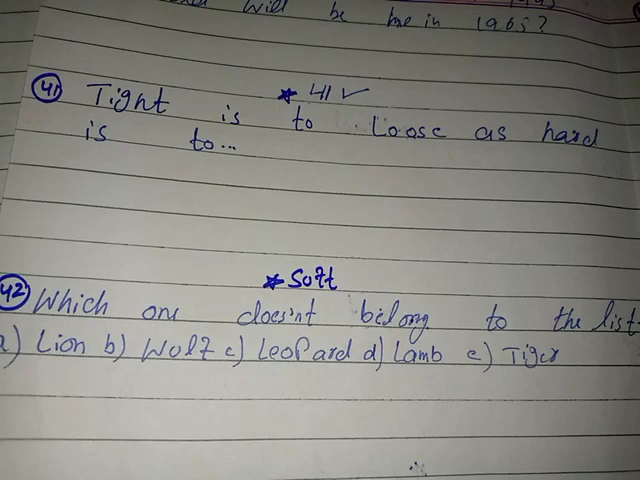 will be in 1965?
* 41 ✓
41 Tight is to Loose as hard
is to...
* Soft
42 Which one doesn't belong to the list-
a) Lion b) Wolf c) Leopard d) Lamb e) Tiger